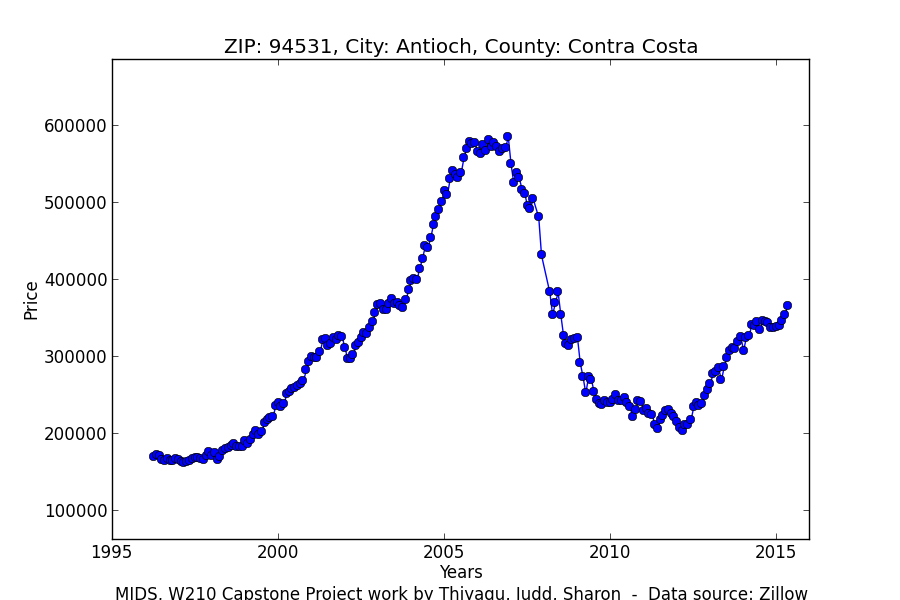 ZIP: 94531, City: Antioch, County: Contra Costa
600000
500000
400000
300000
200000
100000
Price
1995 2000 2005 2010 2015
Years
MIDS, W210 Capstone Project work by Thiyagu, Judd, Sharon - Data source: Zillow